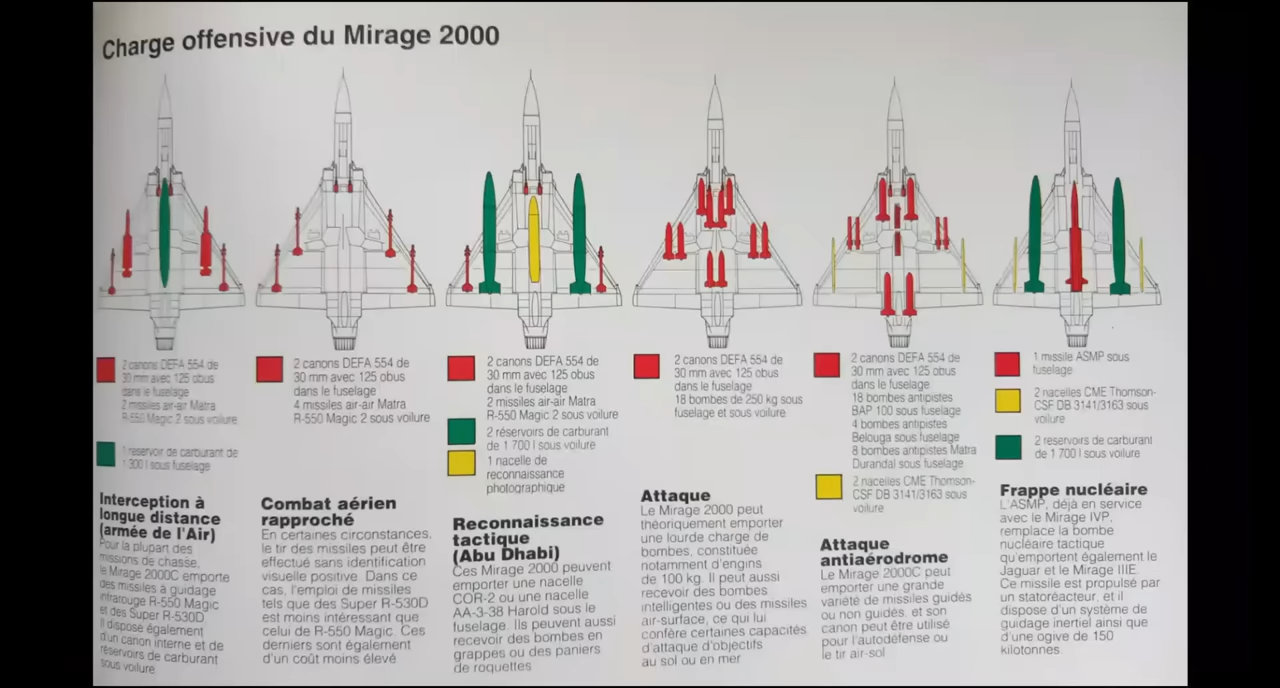 Charge offensive du Mirage 2000
2 canons DEFA 554 de
30 mm avec 125 obus
dans le fuselage
2 missiles air-air Matra
R-550 Magic 2 sous voilure
1 réservoir de carburant de
1 300 l sous fuselage
Interception à
longue distance
(armée de l'Air)
Pour la plupart des
missions de chasse,
le Mirage 2000C emporte
des missiles à guidage
infrarouge R-550 Magic
et des Super R-530D
Il dispose également
d'un canon interne et de
réservoirs de carburant
sous voilure
2 canons DEFA 554 de
30 mm avec 125 obus
dans le fuselage
4 missiles air-air Matra
R-550 Magic 2 sous voilure
Combat aérien
rapproché
En certaines circonstances,
le tir des missiles peut être
effectué sans identification
visuelle positive. Dans ce
cas, l'emploi de missiles
tels que des Super R-530D
est moins intéressant que
celui de R-550 Magic. Ces
derniers sont également
d'un coût moins élevé
2 canons DEFA 554 de
30 mm avec 125 obus
dans le fuselage
2 missiles air-air Matra
R-550 Magic 2 sous voilure
2 réservoirs de carburant
de 1 700 l sous voilure
1 nacelle de
reconnaissance
photographique
Reconnaissance
tactique
(Abu Dhabi)
Ces Mirage 2000 peuvent
emporter une nacelle
COR-2 ou une nacelle
AA-3-38 Harold sous le
fuselage. Ils peuvent aussi
recevoir des bombes en
grappes ou des paniers
de roquettes
2 canons DEFA 554 de
30 mm avec 125 obus
dans le fuselage
18 bombes de 250 kg sous
fuselage et sous voilure
Attaque
Le Mirage 2000 peut
théoriquement emporter
une lourde charge de
bombes, constituée
notamment d'engins
de 100 kg. Il peut aussi
recevoir des bombes
intelligentes ou des missiles
air-surface, ce qui lui
confère certaines capacités
d'attaque d'objectifs
au sol ou en mer
2 canons DEFA 554 de
30 mm avec 125 obus
dans le fuselage
18 bombes antipistes
BAP 100 sous fuselage
4 bombes antipistes
Belouga sous fuselage
8 bombes antipistes Matra
Durandal sous fuselage
2 nacelles CME Thomson-
CSF DB 3141/3163 sous
voilure
Attaque
antiaérodrome
Le Mirage 2000C peut
emporter une grande
variété de missiles guidés
ou non guidés, et son
canon peut être utilisé
pour l'autodéfense ou
le tir air-sol
1 missile ASMP sous
fuselage
2 nacelles CME Thomson-
CSF DB 3141/3163 sous
voilure
2 reservoirs de carburant
de 1 700 l sous voilure
Frappe nucléaire
L'ASMP, déjà en service
avec le Mirage IVP,
remplace la bombe
nucléaire tactique
qu'emportent également le
Jaguar et le Mirage IIIE.
Ce missile est propulsé par
un statoréacteur, et il
dispose d'un système de
guidage inertiel ainsi que
d'une ogive de 150
kilotonnes